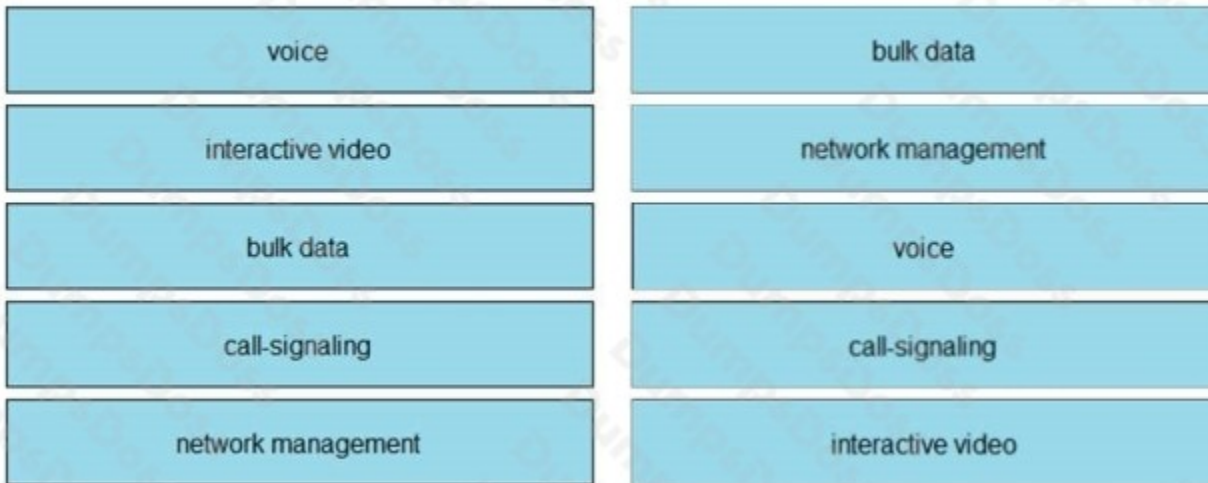 voice
bulk data
interactive video
network management
bulk data
voice
call-signaling
call-signaling
network management
interactive video